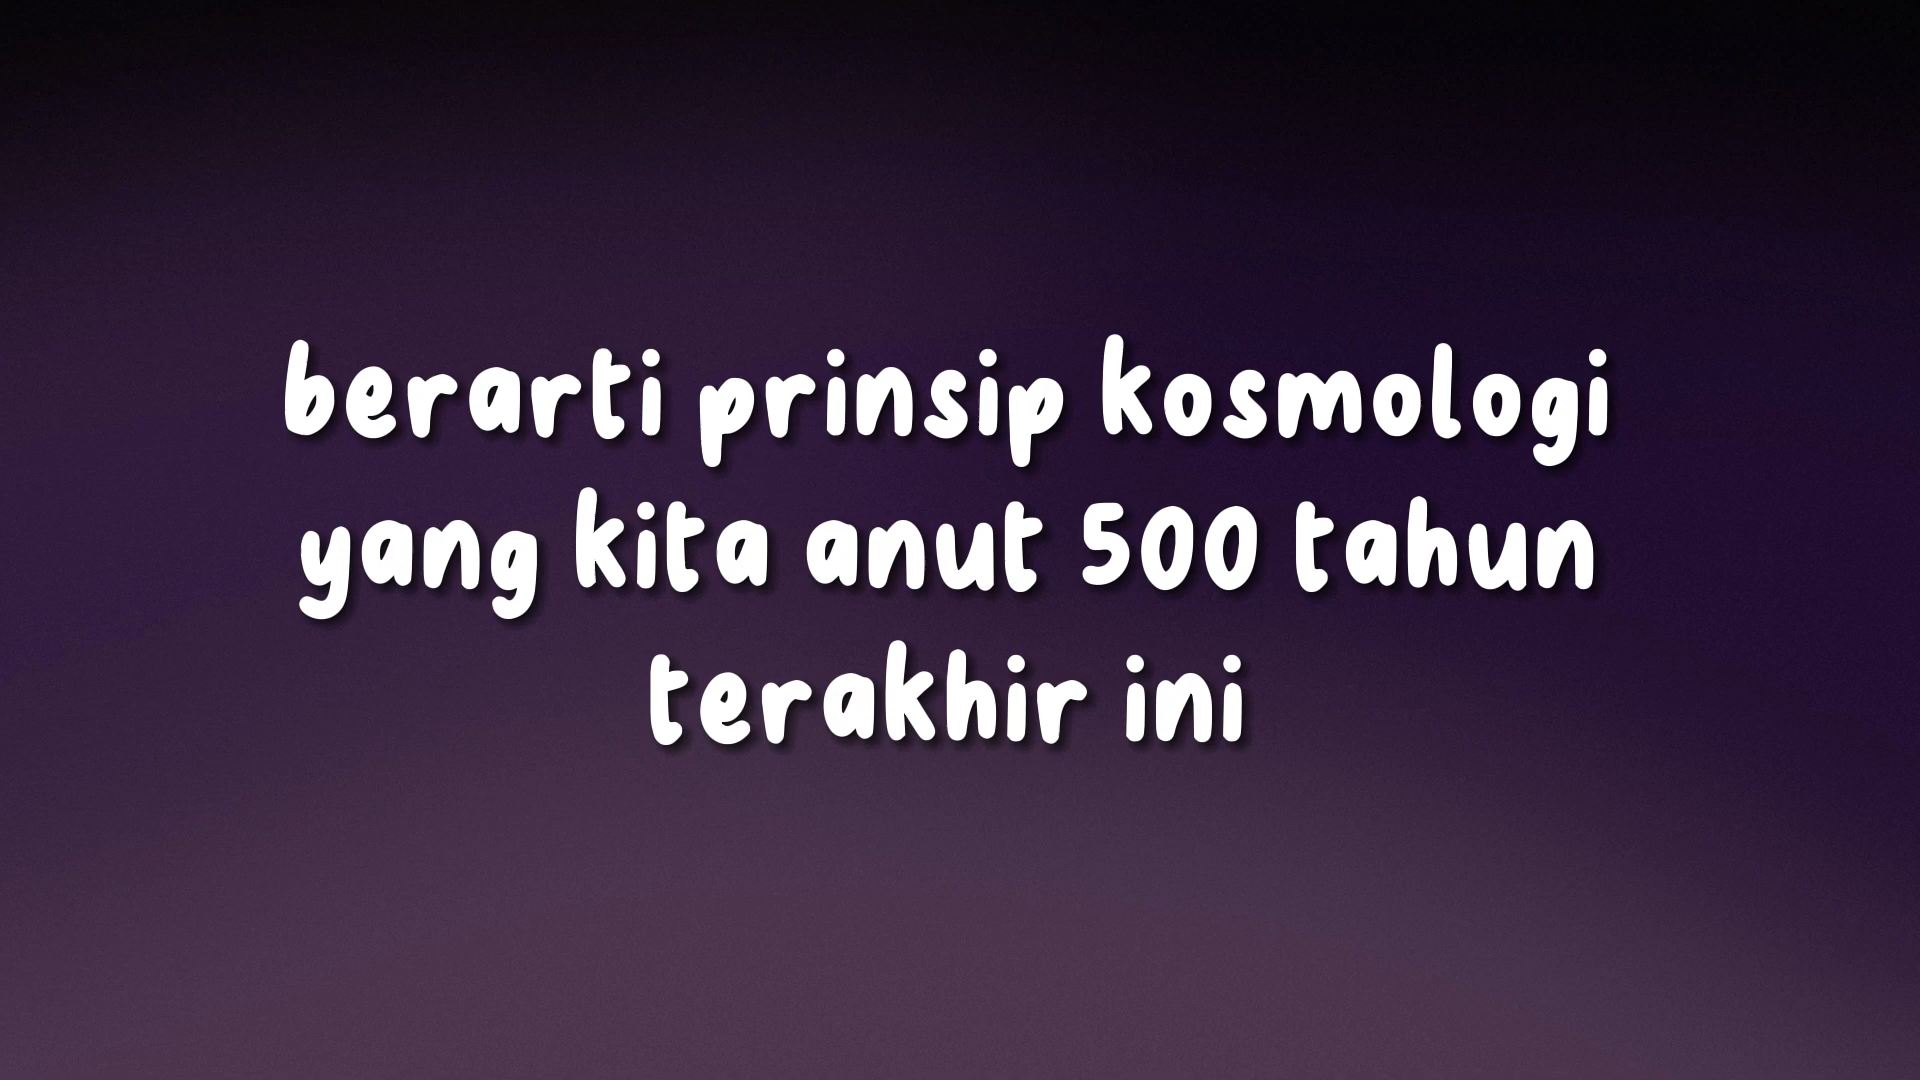 berarti prinsip kosmologi
yang kita anut 500 tahun
terakhir ini